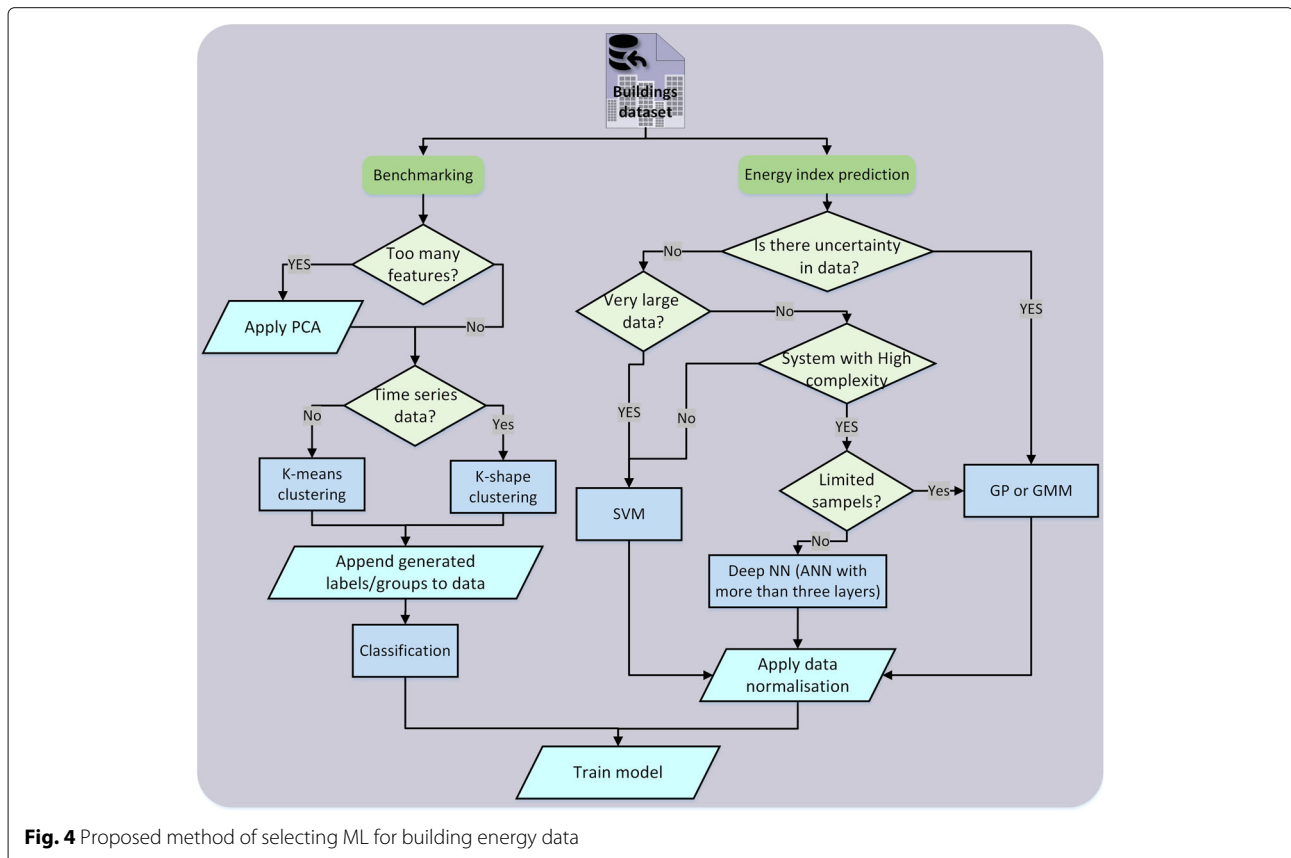 Buildings
dataset
Benchmarking
Energy index prediction
Too many
features?
YES
No
Apply PCA
Time series
data?
No
Yes
K-means
clustering
K-shape
clustering
Append generated
labels/groups to data
Classification
Is there uncertainty
in data?
No
YES
Very large
data?
No
YES
System with High
complexity
No
YES
Limited
sampels?
Yes
No
SVM
GP or GMM
Deep NN (ANN with
more than three layers)
Apply data
normalisation
Train model
Fig. 4 Proposed method of selecting ML for building energy data